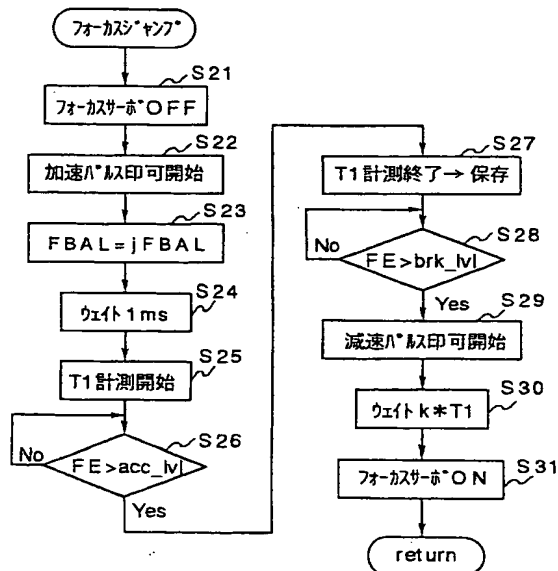 フォーカスジャンプ
S21
フォーカスサーボOFF
S22
加速パルス印可開始
S23
FBAL=jFBAL
S24
ウェイト1ms
S25
T1計測開始
S26
No
FE>acc_lvl
Yes
S27
T1計測終了→保存
S28
No
FE>brk_lvl
Yes
S29
減速パルス印可開始
S30
ウェイトk*T1
S31
フォーカスサーボON
return